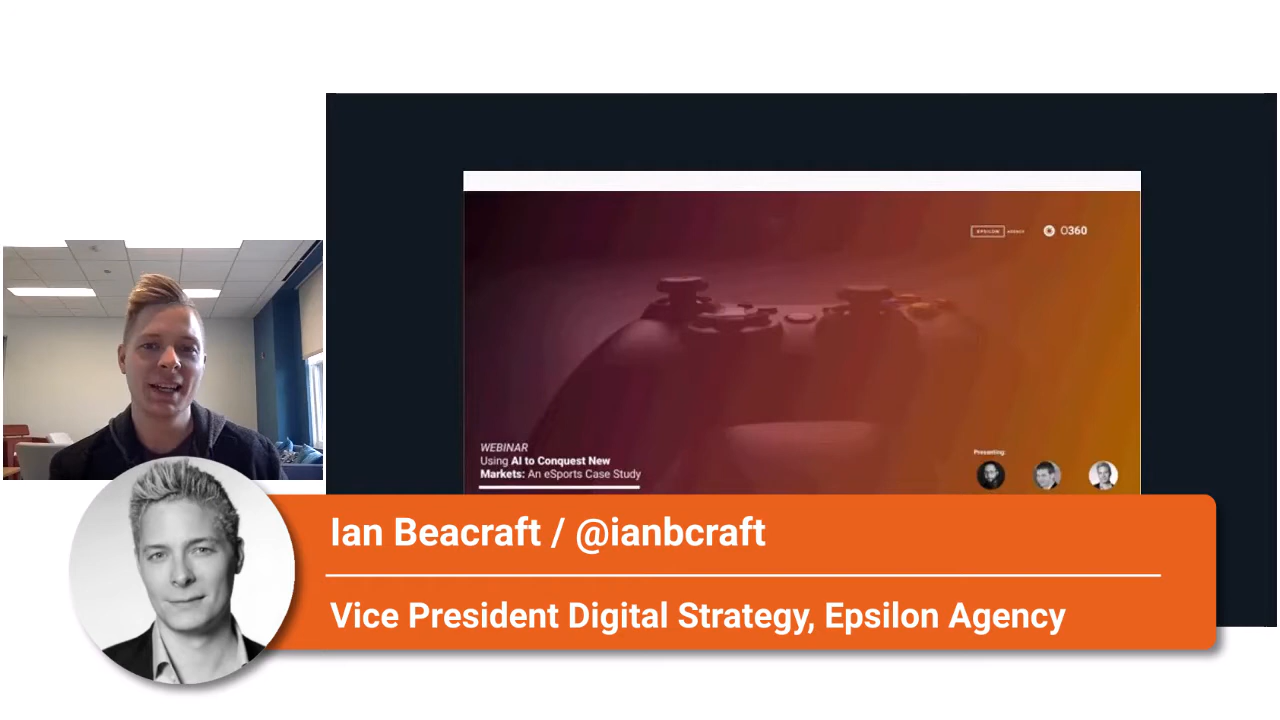 EPSILON AGENCY
O360
WEBINAR
Using AI to Conquest New
Markets: An eSports Case Study
Presenting:
Ian Beacraft / @ianbcraft
Vice President Digital Strategy, Epsilon Agency